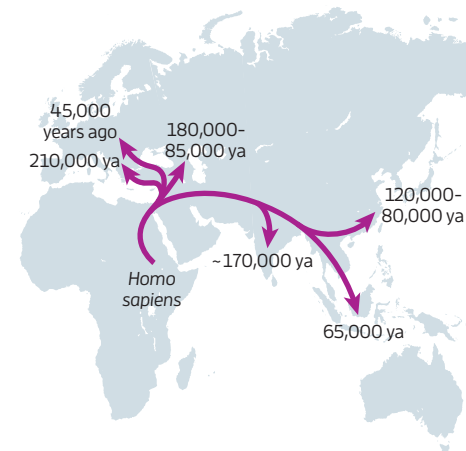 45,000
years ago
210,000 ya
180,000-
85,000 ya
120,000-
80,000 ya
~170,000 ya
Homo
sapiens
65,000 ya